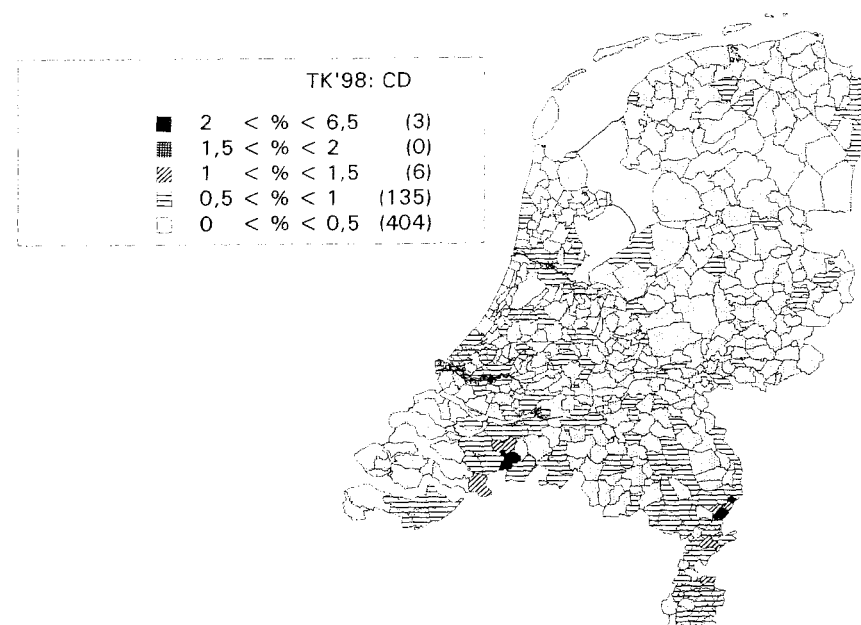 TK'98: CD
2 < % < 6,5 (3)
1,5 < % < 2 (0)
1 < % < 1,5 (6)
0,5 < % < 1 (135)
0 < % < 0,5 (404)